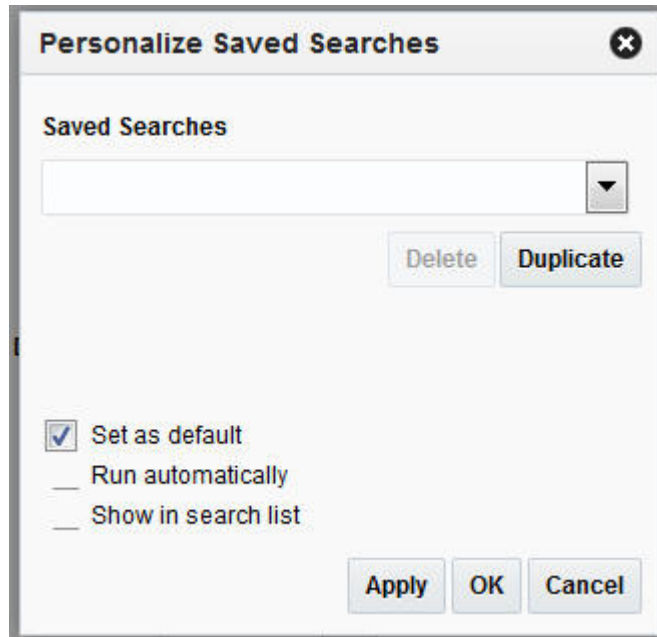 Personalize Saved Searches
Saved Searches
Delete Duplicate
Set as default
Run automatically
Show in search list
Apply OK Cancel